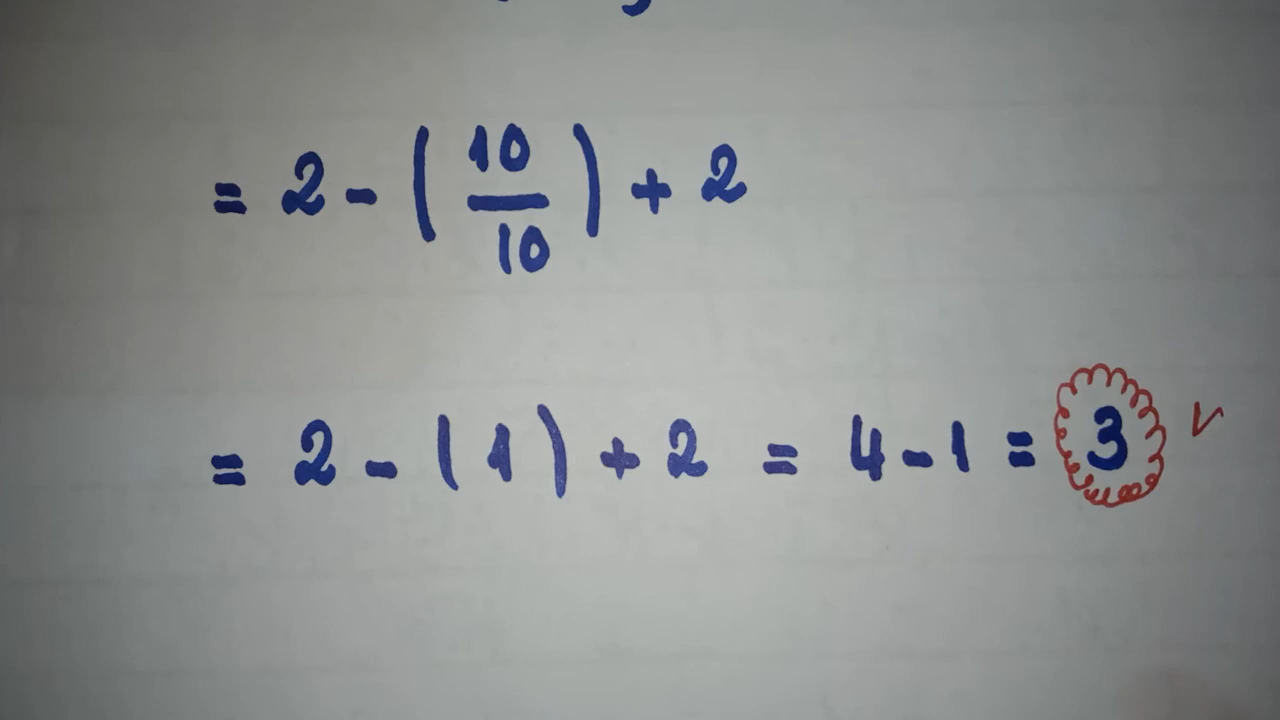 = 2 - ( 10/10 ) + 2
= 2 - ( 1 ) + 2 = 4 - 1 = 3 ✓